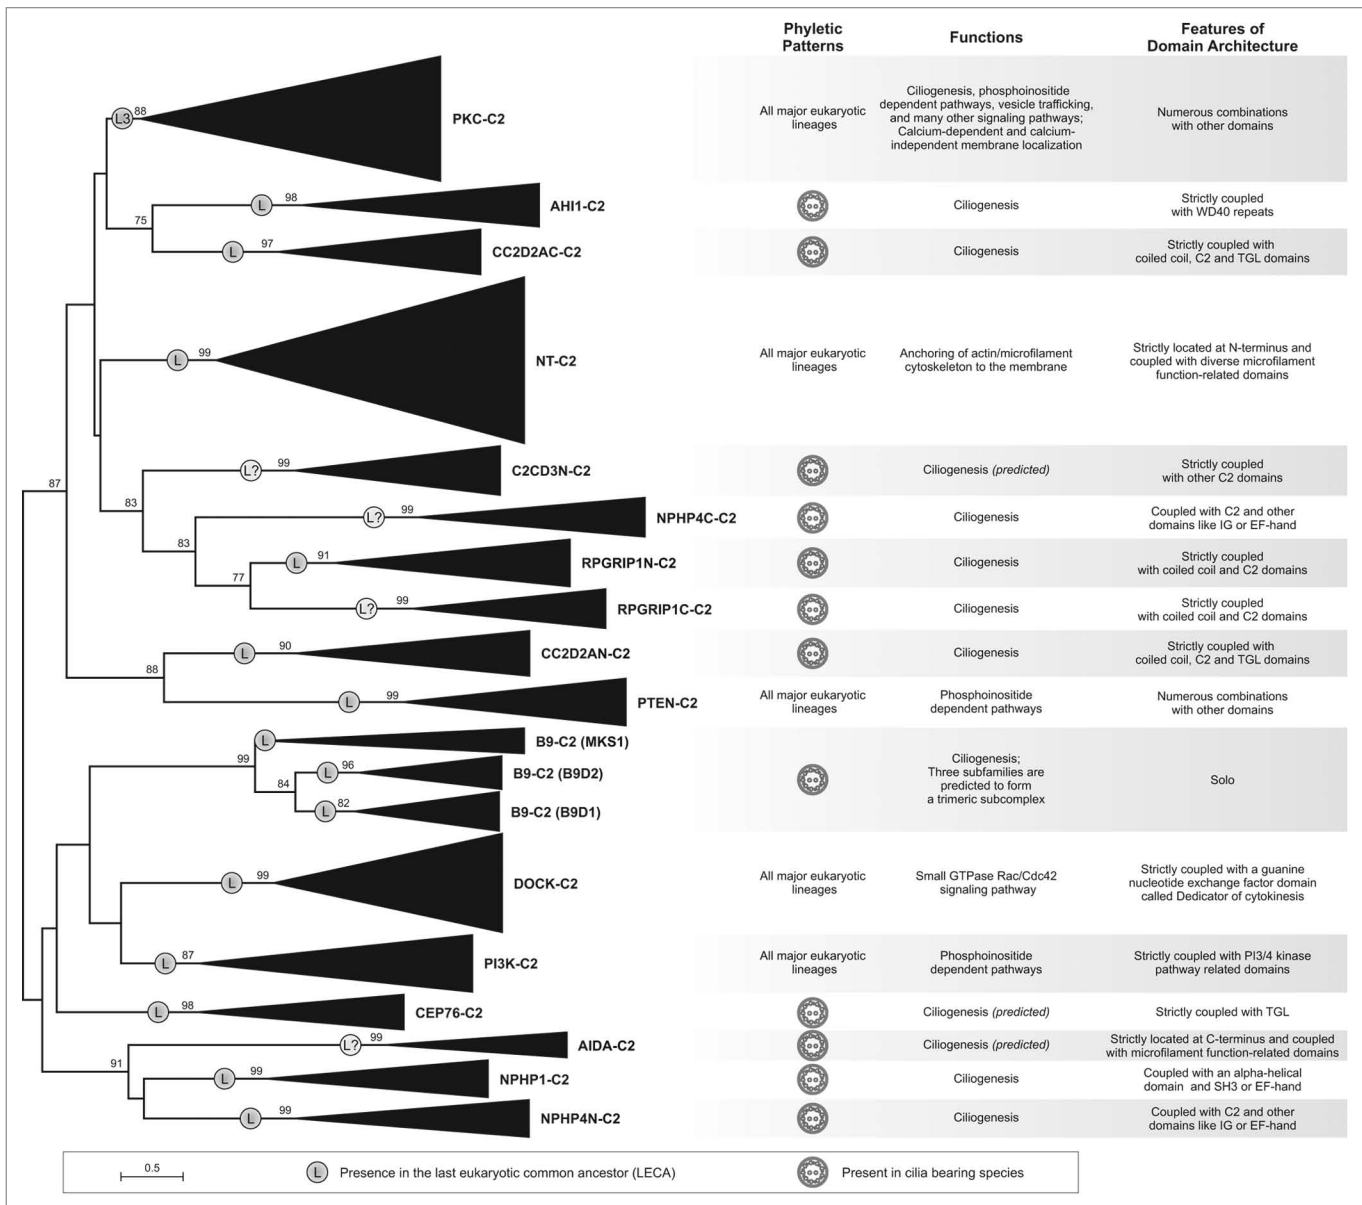 Phyletic
Patterns
Functions
Features of
Domain Architecture
L3
88
PKC-C2
All major eukaryotic
lineages
Ciliogenesis, phosphoinositide
dependent pathways, vesicle trafficking,
and many other signaling pathways;
Calcium-dependent and calcium-
independent membrane localization
Numerous combinations
with other domains
75
L
98
AHI1-C2
Ciliogenesis
Strictly coupled
with WD40 repeats
L
97
CC2D2AC-C2
Ciliogenesis
Strictly coupled with
coiled coil, C2 and TGL domains
L
99
NT-C2
All major eukaryotic
lineages
Anchoring of actin/microfilament
cytoskeleton to the membrane
Strictly located at N-terminus and
coupled with diverse microfilament
function-related domains
87
83
L?
99
C2CD3N-C2
Ciliogenesis (predicted)
Strictly coupled
with other C2 domains
83
L?
99
NPHP4C-C2
Ciliogenesis
Coupled with C2 and other
domains like IG or EF-hand
77
L
91
RPGRIP1N-C2
Ciliogenesis
Strictly coupled
with coiled coil and C2 domains
L?
99
RPGRIP1C-C2
Ciliogenesis
Strictly coupled
with coiled coil and C2 domains
88
L
90
CC2D2AN-C2
Ciliogenesis
Strictly coupled with
coiled coil, C2 and TGL domains
L
99
PTEN-C2
All major eukaryotic
lineages
Phosphoinositide
dependent pathways
Numerous combinations
with other domains
99
L
B9-C2 (MKS1)
84
L
96
B9-C2 (B9D2)
L
82
B9-C2 (B9D1)
Ciliogenesis;
Three subfamilies are
predicted to form
a trimeric subcomplex
Solo
L
99
DOCK-C2
All major eukaryotic
lineages
Small GTPase Rac/Cdc42
signaling pathway
Strictly coupled with a guanine
nucleotide exchange factor domain
called Dedicator of cytokinesis
L
87
PI3K-C2
All major eukaryotic
lineages
Phosphoinositide
dependent pathways
Strictly coupled with PI3/4 kinase
pathway related domains
L
98
CEP76-C2
Ciliogenesis (predicted)
Strictly coupled with TGL
91
L?
99
AIDA-C2
Ciliogenesis (predicted)
Strictly located at C-terminus and coupled
with microfilament function-related domains
L
99
NPHP1-C2
Ciliogenesis
Coupled with an alpha-helical
domain and SH3 or EF-hand
L
99
NPHP4N-C2
Ciliogenesis
Coupled with C2 and other
domains like IG or EF-hand
0.5
L
Presence in the last eukaryotic common ancestor (LECA)
Present in cilia bearing species